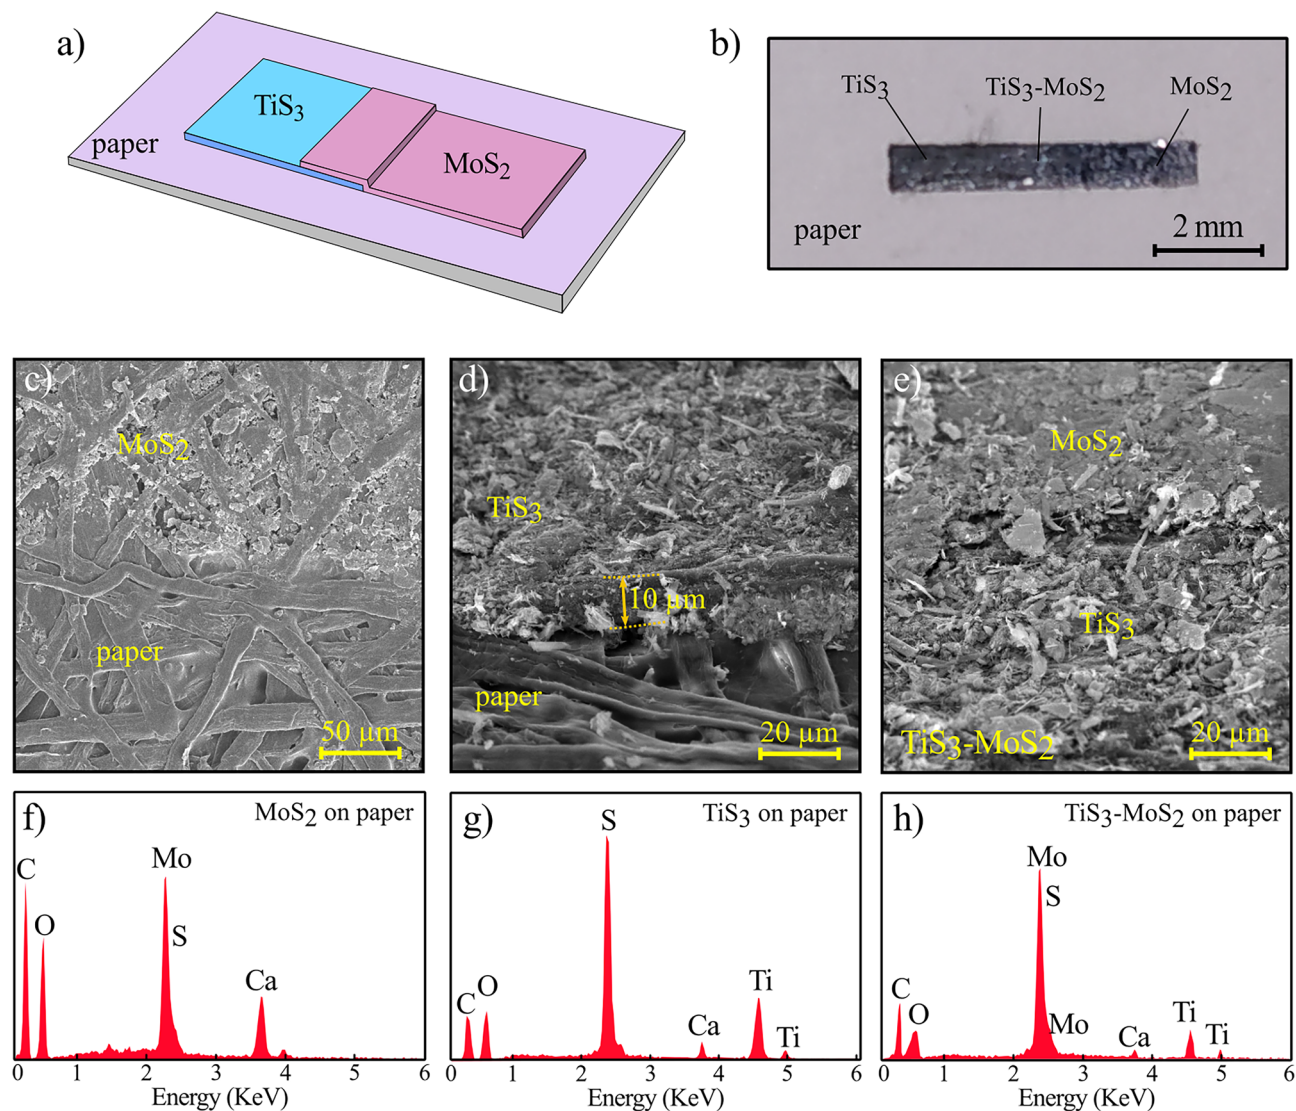 a)
TiS3
paper
MoS2
b)
TiS3
TiS3-MoS2
MoS2
paper
2 mm
c)
MoS2
paper
50 µm
d)
TiS3
10 µm
paper
20 µm
e)
MoS2
TiS3
TiS3-MoS2
20 µm
f)
MoS2 on paper
C
O
Mo
S
Ca
0 1 2 3 4 5 6
Energy (KeV)
g)
TiS3 on paper
S
C
O
Ca
Ti
Ti
0 1 2 3 4 5 6
Energy (KeV)
h)
TiS3-MoS2 on paper
Mo
S
C
O
Mo
Ca
Ti
Ti
0 1 2 3 4 5 6
Energy (KeV)